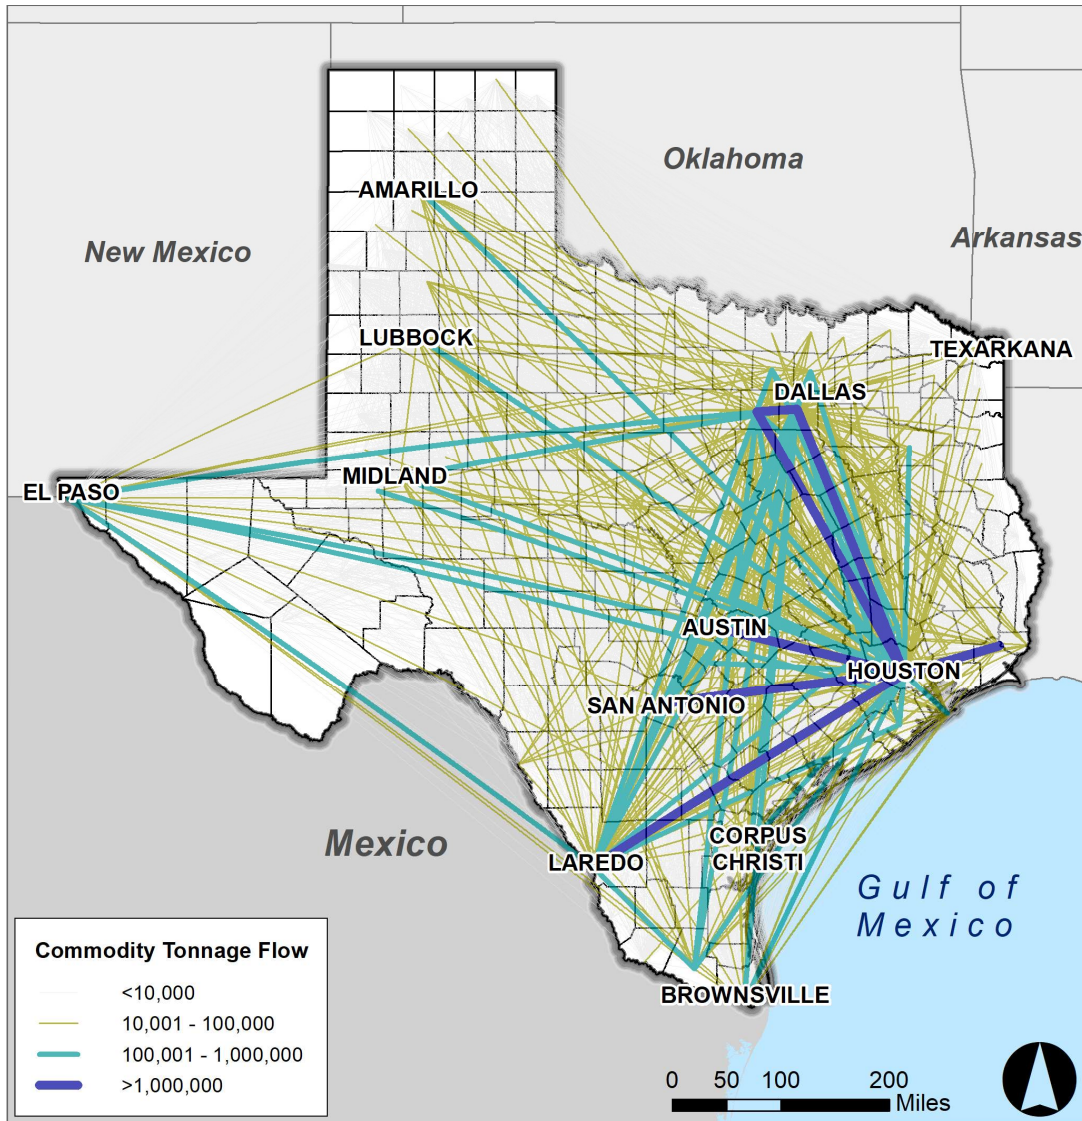 Oklahoma
AMARILLO
New Mexico
Arkansas
LUBBOCK
TEXARKANA
DALLAS
MIDLAND
EL PASO
AUSTIN
HOUSTON
SAN ANTONIO
Mexico
CORPUS
CHRISTI
LAREDO
Gulf of
Mexico
BROWNSVILLE
Commodity Tonnage Flow
<10,000
10,001 - 100,000
100,001 - 1,000,000
>1,000,000
0 50 100 200
Miles